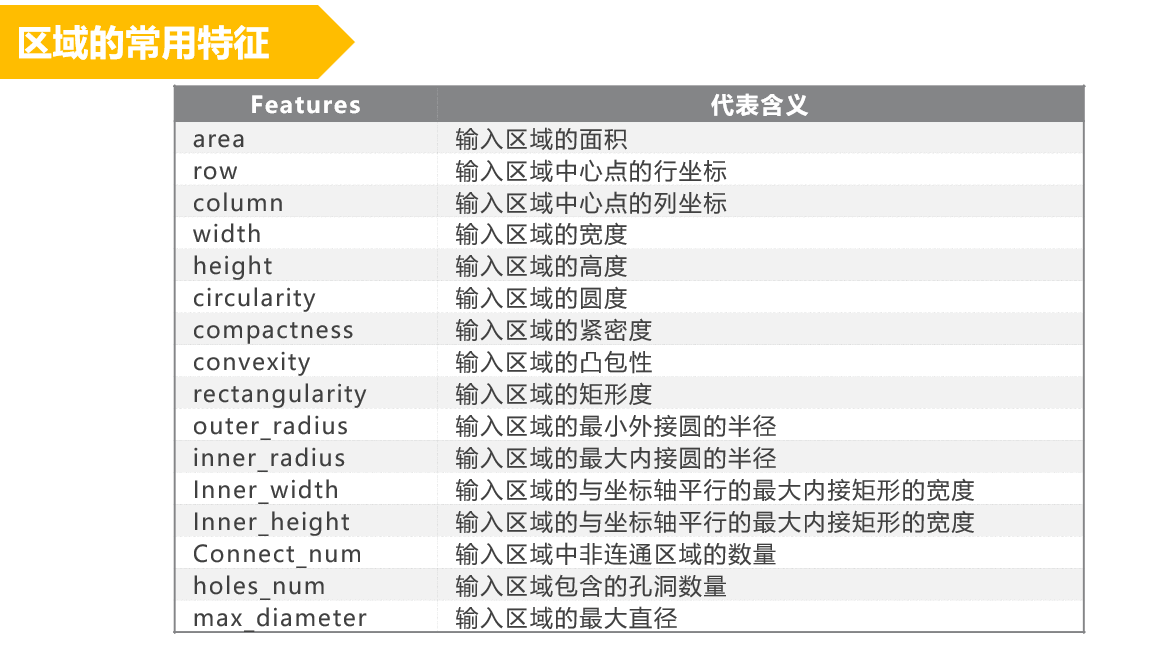 区域的常用特征
Features 代表含义
area 输入区域的面积
row 输入区域中心点的行坐标
column 输入区域中心点的列坐标
width 输入区域的宽度
height 输入区域的高度
circularity 输入区域的圆度
compactness 输入区域的紧密度
convexity 输入区域的凸包性
rectangularity 输入区域的矩形度
outer_radius 输入区域的最小外接圆的半径
inner_radius 输入区域的最大内接圆的半径
Inner_width 输入区域的与坐标轴平行的最大内接矩形的宽度
Inner_height 输入区域的与坐标轴平行的最大内接矩形的宽度
Connect_num 输入区域中非连通区域的数量
holes_num 输入区域包含的孔洞数量
max_diameter 输入区域的最大直径